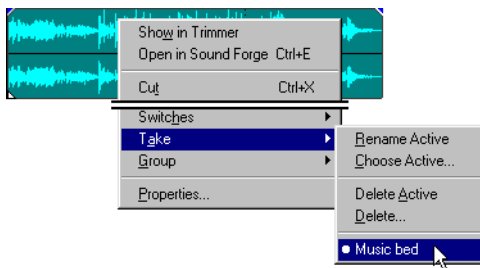 Show in Trimmer
Open in Sound Forge Ctrl+E
Cut Ctrl+X
Switches
Take
Group
Properties...
Rename Active
Choose Active...
Delete Active
Delete...
Music bed